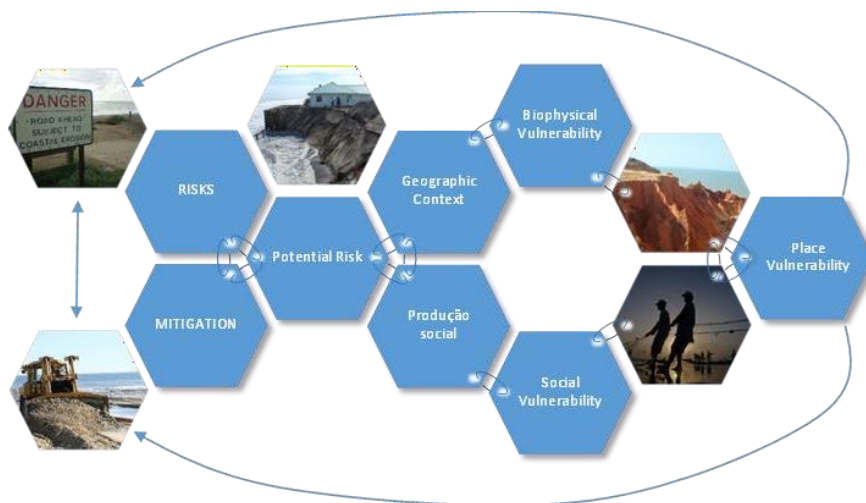 DANGER
ROAD AHEAD
SUBJECT TO
COASTAL EROSION
RISKS
MITIGATION
Potential Risk
Geographic
Context
Produção
social
Biophysical
Vulnerability
Social
Vulnerability
Place
Vulnerability